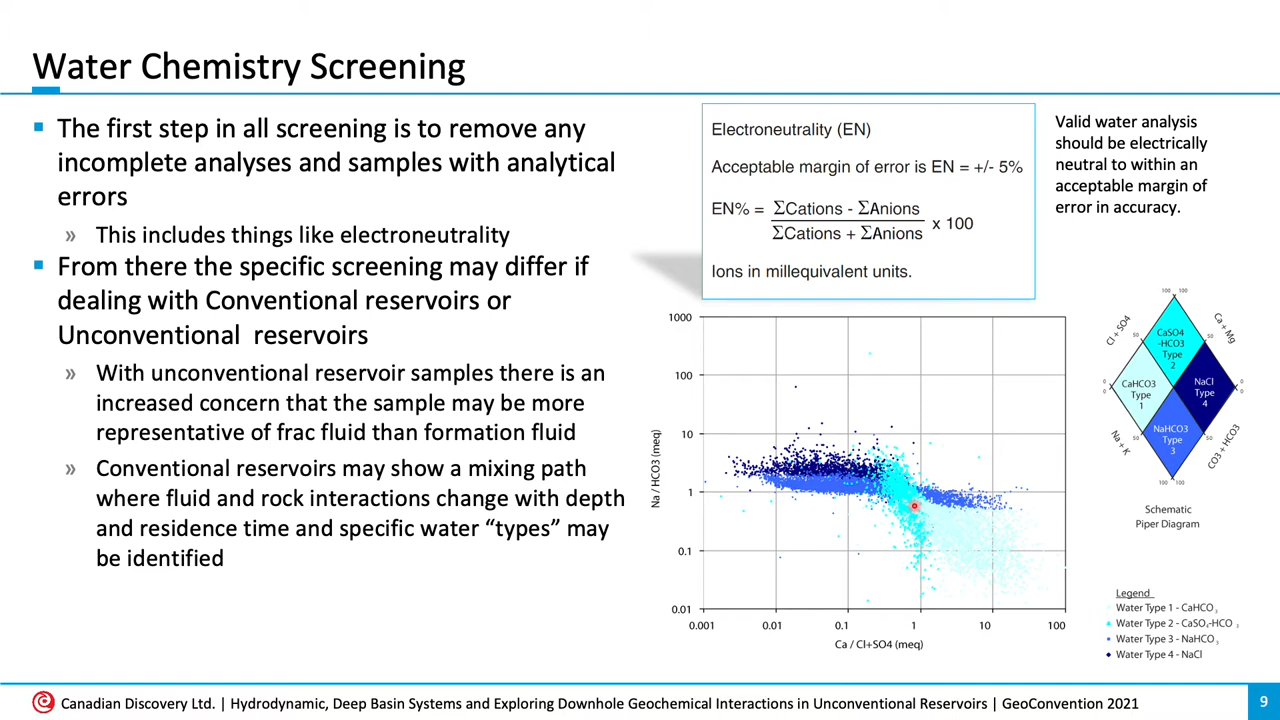 Water Chemistry Screening
▪ The first step in all screening is to remove any
incomplete analyses and samples with analytical
errors
» This includes things like electroneutrality
▪ From there the specific screening may differ if
dealing with Conventional reservoirs or
Unconventional reservoirs
» With unconventional reservoir samples there is an
increased concern that the sample may be more
representative of frac fluid than formation fluid
» Conventional reservoirs may show a mixing path
where fluid and rock interactions change with depth
and residence time and specific water “types” may
be identified
Electroneutrality (EN)
Acceptable margin of error is EN = +/- 5%
EN% = ΣCations - ΣAnions
ΣCations + ΣAnions x 100
Ions in millequivalent units.
Valid water analysis
should be electrically
neutral to within an
acceptable margin of
error in accuracy.
1000
100
10
1
0.1
0.01
Na / HCO3 (meq)
0.001 0.01 0.1 1 10 100
Ca / Cl+SO4 (meq)
100 100
Cl + SO4
Ca + Mg
50 50
CaSO4
-HCO3
Type
2
0 0
0 0
CaHCO3
Type
1
NaCl
Type
4
NaHCO3
Type
3
50 50
Na + K
CO3 + HCO3
100 100
Schematic
Piper Diagram
Legend
Water Type 1 - CaHCO3
Water Type 2 - CaSO4-HCO3
Water Type 3 - NaHCO3
Water Type 4 - NaCl
Canadian Discovery Ltd. | Hydrodynamic, Deep Basin Systems and Exploring Downhole Geochemical Interactions in Unconventional Reservoirs | GeoConvention 2021
9